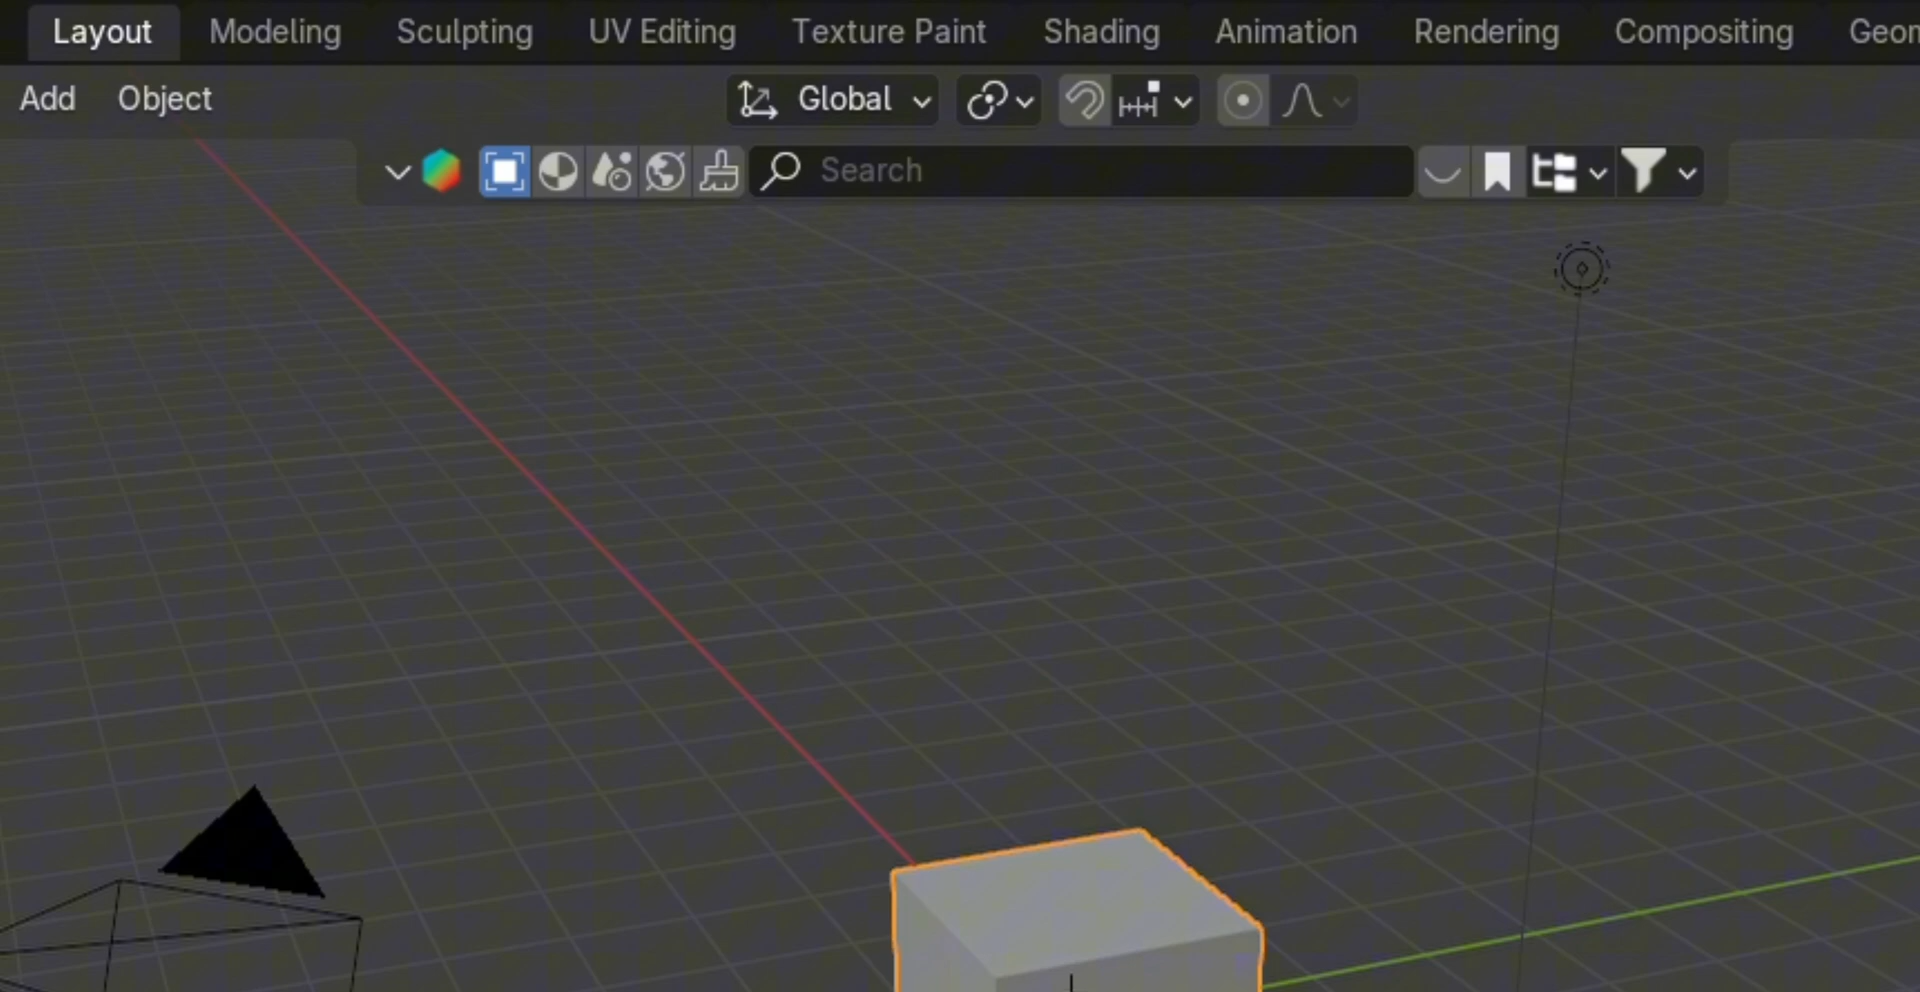 Layout Modeling Sculpting UV Editing Texture Paint Shading Animation Rendering Compositing
Add Object Global
Search